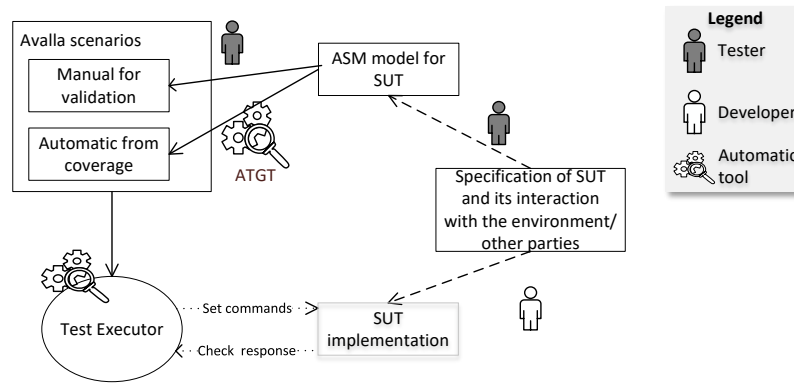 Avalla scenarios
Manual for
validation
Automatic from
coverage
ATGT
ASM model for
SUT
Specification of SUT
and its interaction
with the environment/
other parties
Test Executor
Set commands
Check response
SUT
implementation
Legend
Tester
Developer
Automatic
tool